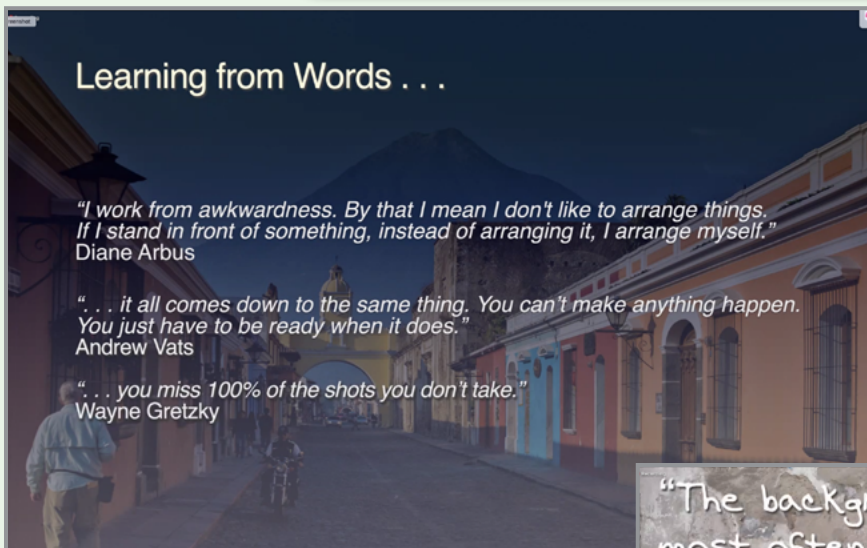 Learning from Words . . .
“I work from awkwardness. By that I mean I don't like to arrange things.
If I stand in front of something, instead of arranging it, I arrange myself.”
Diane Arbus
“. . . it all comes down to the same thing. You can’t make anything happen.
You just have to be ready when it does.”
Andrew Vats
“. . . you miss 100% of the shots you don’t take.”
Wayne Gretzky
“The
most often